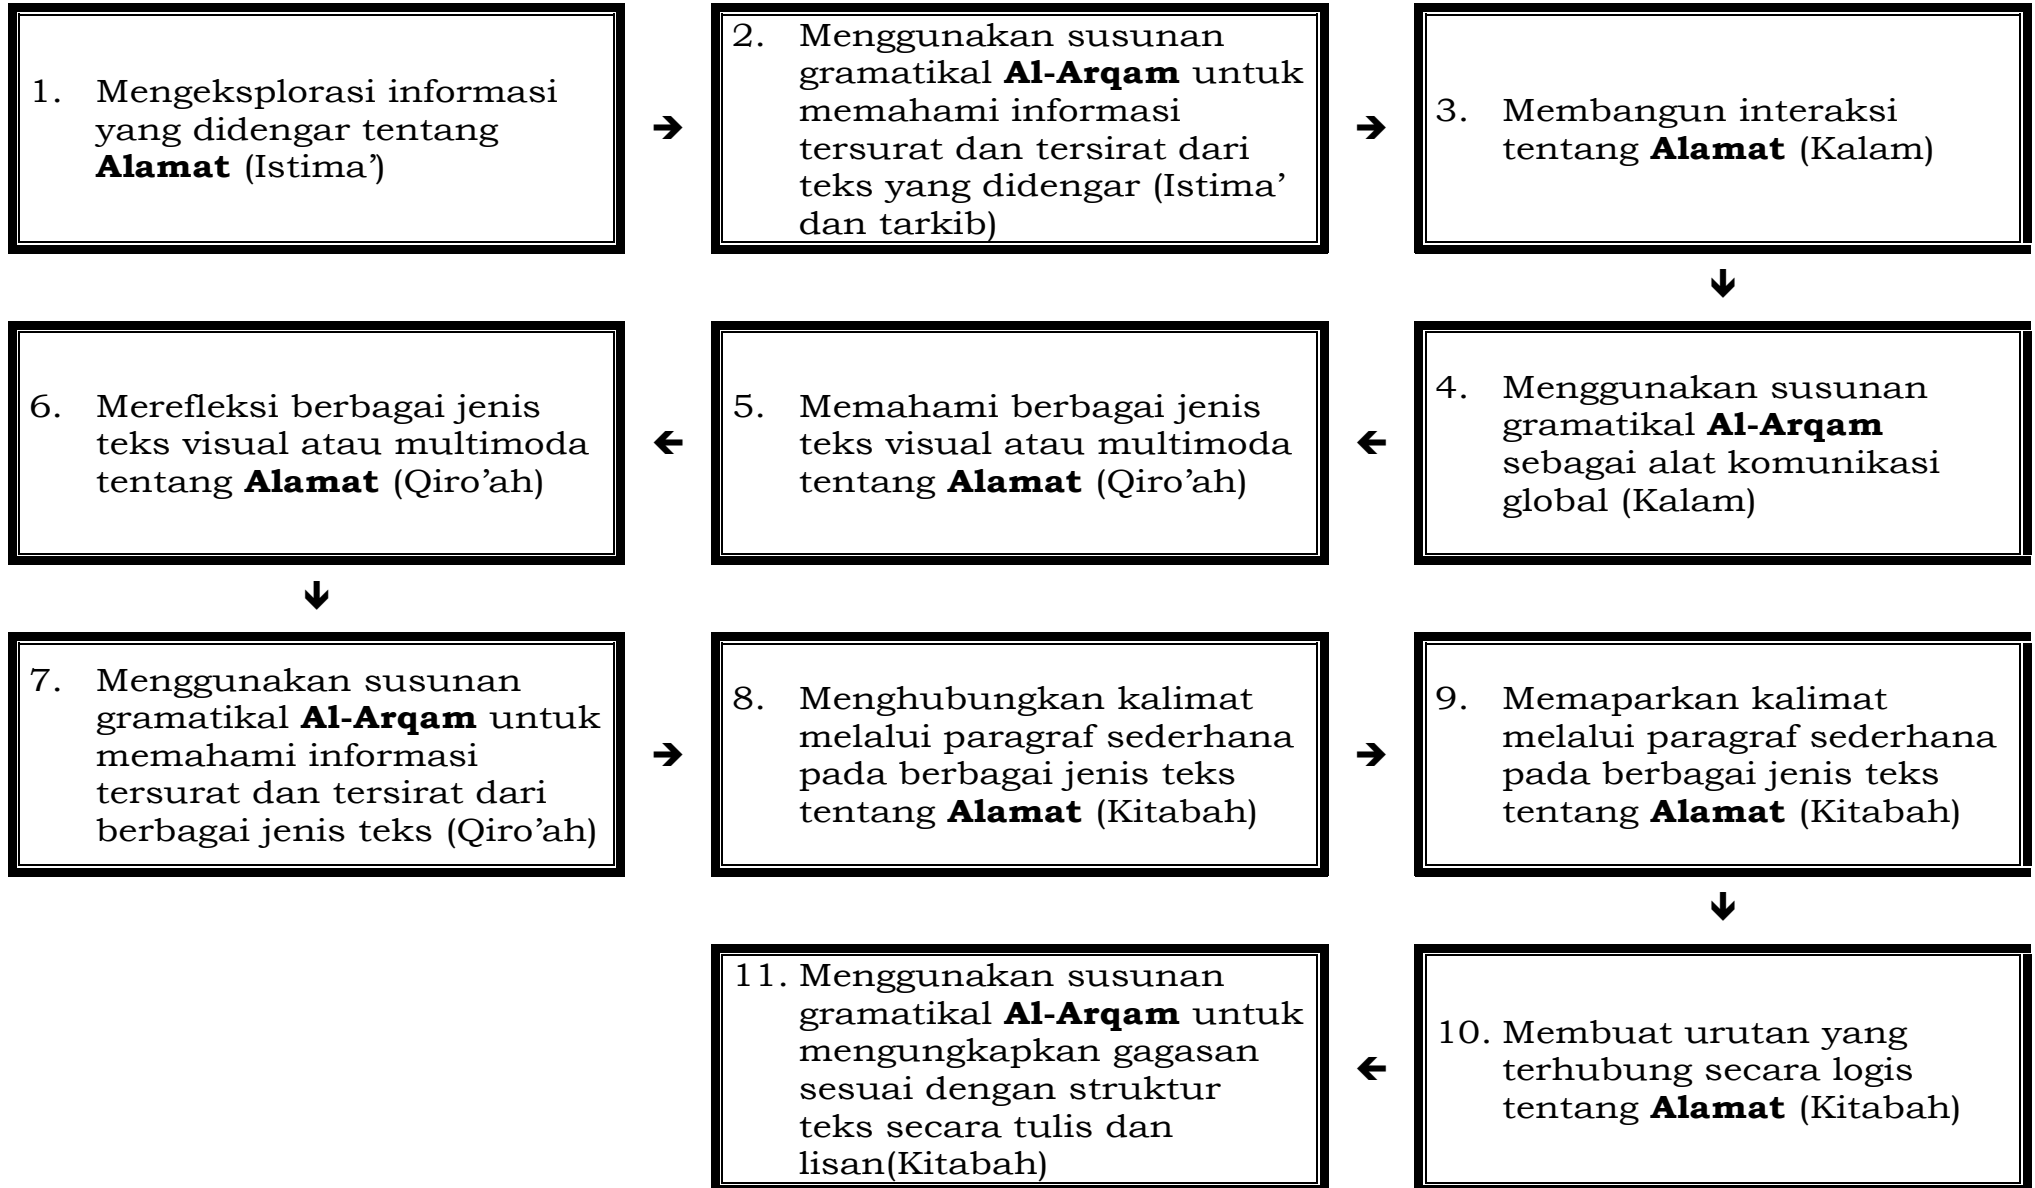 1. Mengeksplorasi informasi
yang didengar tentang
Alamat (Istima’)
➔
2. Menggunakan susunan
gramatikal Al-Arqam untuk
memahami informasi
tersurat dan tersirat dari
teks yang didengar (Istima’
dan tarkib)
➔
3. Membangun interaksi
tentang Alamat (Kalam)
🡻
4. Menggunakan susunan
gramatikal Al-Arqam
sebagai alat komunikasi
global (Kalam)
🡸
5. Memahami berbagai jenis
teks visual atau multimoda
tentang Alamat (Qiro’ah)
🡸
6. Merefleksi berbagai jenis
teks visual atau multimoda
tentang Alamat (Qiro’ah)
🡻
7. Menggunakan susunan
gramatikal Al-Arqam untuk
memahami informasi
tersurat dan tersirat dari
berbagai jenis teks (Qiro’ah)
➔
8. Menghubungkan kalimat
melalui paragraf sederhana
pada berbagai jenis teks
tentang Alamat (Kitabah)
➔
9. Memaparkan kalimat
melalui paragraf sederhana
pada berbagai jenis teks
tentang Alamat (Kitabah)
🡻
10. Membuat urutan yang
terhubung secara logis
tentang Alamat (Kitabah)
🡸
11. Menggunakan susunan
gramatikal Al-Arqam untuk
mengungkapkan gagasan
sesuai dengan struktur
teks secara tulis dan
lisan(Kitabah)